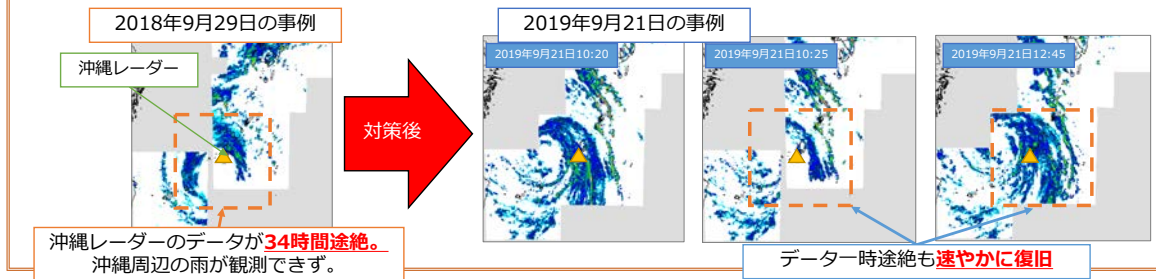 2018年9月29日の事例
沖縄レーダー
沖縄レーダーのデータが34時間途絶。
沖縄周辺の雨が観測できず。
対策後
2019年9月21日の事例
2019年9月21日10:20
2019年9月21日10:25
2019年9月21日12:45
データ一時途絶も速やかに復旧